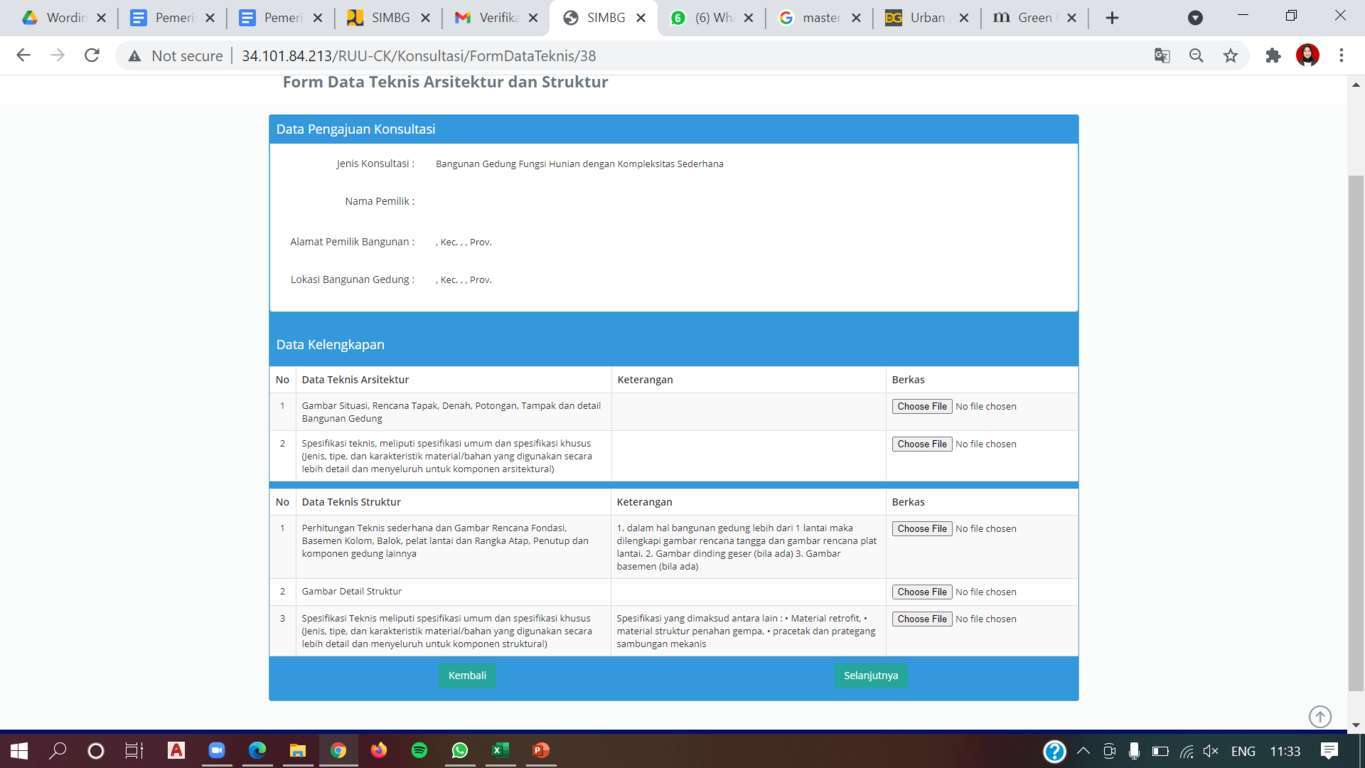 Wordin
Pemeri
Pemeri
SIMBG
Verifik
SIMBG
(6) Wh
master
Urban
Green
Not secure
34.101.84.213/RUU-CK/Konsultasi/FormDataTeknis/38
Form Data Teknis Arsitektur dan Struktur
Data Pengajuan Konsultasi
Jenis Konsultasi : Bangunan Gedung Fungsi Hunian dengan Kompleksitas Sederhana
Nama Pemilik :
Alamat Pemilik Bangunan : , Kec. , , Prov.
Lokasi Bangunan Gedung : , Kec. , , Prov.
Data Kelengkapan
No Data Teknis Arsitektur Keterangan Berkas
1 Gambar Situasi, Rencana Tapak, Denah, Potongan, Tampak dan detail
Bangunan Gedung
Choose File No file chosen
2 Spesifikasi teknis, meliputi spesifikasi umum dan spesifikasi khusus
(jenis, tipe, dan karakteristik material/bahan yang digunakan secara
lebih detail dan menyeluruh untuk komponen arsitektural)
Choose File No file chosen
No Data Teknis Struktur Keterangan Berkas
1 Perhitungan Teknis sederhana dan Gambar Rencana Fondasi,
Basemen Kolom, Balok, pelat lantai dan Rangka Atap, Penutup dan
komponen gedung lainnya
1. dalam hal bangunan gedung lebih dari 1 lantai maka
dilengkapi gambar rencana tangga dan gambar rencana plat
lantai. 2. Gambar dinding geser (bila ada) 3. Gambar
basemen (bila ada)
Choose File No file chosen
2 Gambar Detail Struktur
Choose File No file chosen
3 Spesifikasi Teknis meliputi spesifikasi umum dan spesifikasi khusus
(jenis, tipe, dan karakteristik material/bahan yang digunakan secara
lebih detail dan menyeluruh untuk komponen struktural)
Spesifikasi yang dimaksud antara lain : • Material retrofit, •
material struktur penahan gempa, • pracetak dan prategang
sambungan mekanis
Choose File No file chosen
Kembali
Selanjutnya
ENG 11:33